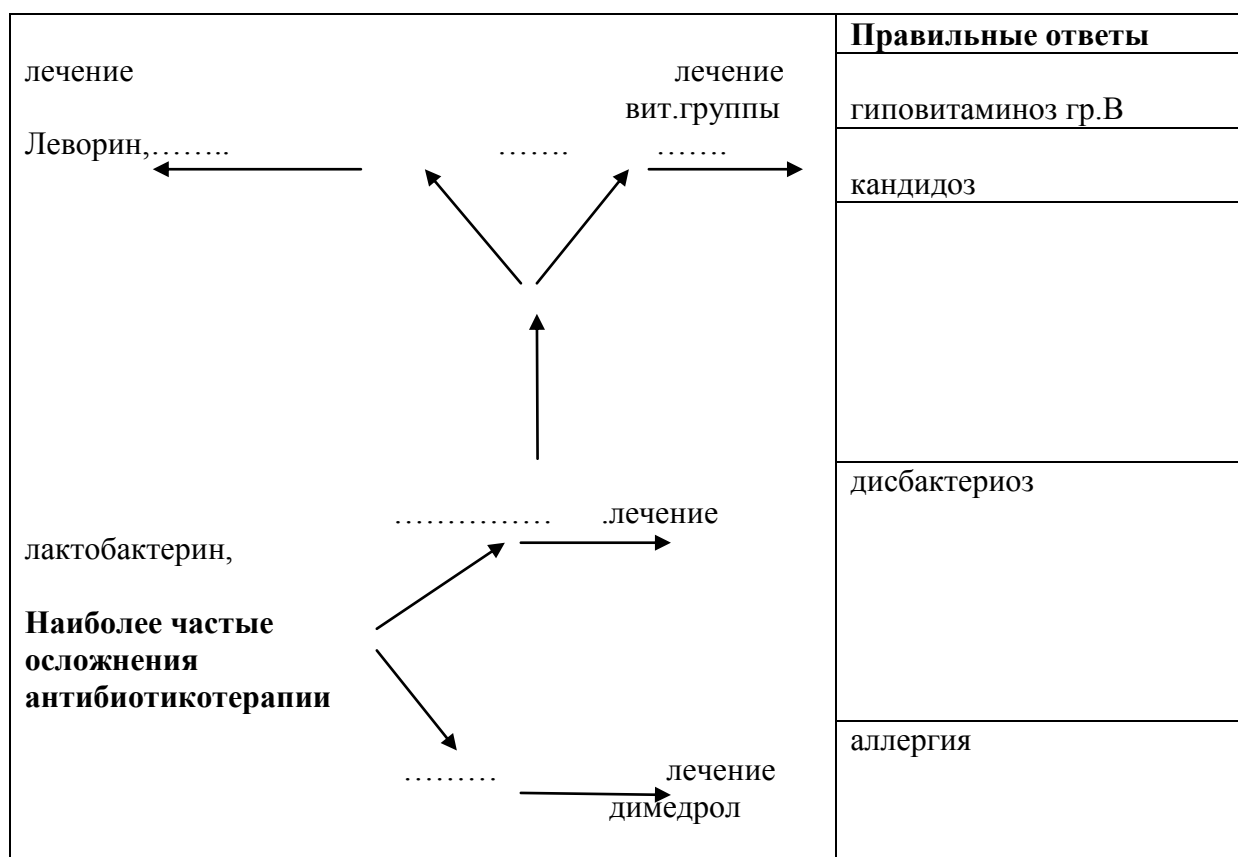 Правильные ответы
лечение лечение
вит.группы
гиповитаминоз гр.В
Леворин,…….. ……. …….
кандидоз
дисбактериоз
…………… .лечение
лактобактерин,
Наиболее частые
осложнения
антибиотикотерапии
аллергия
……… лечение
димедрол